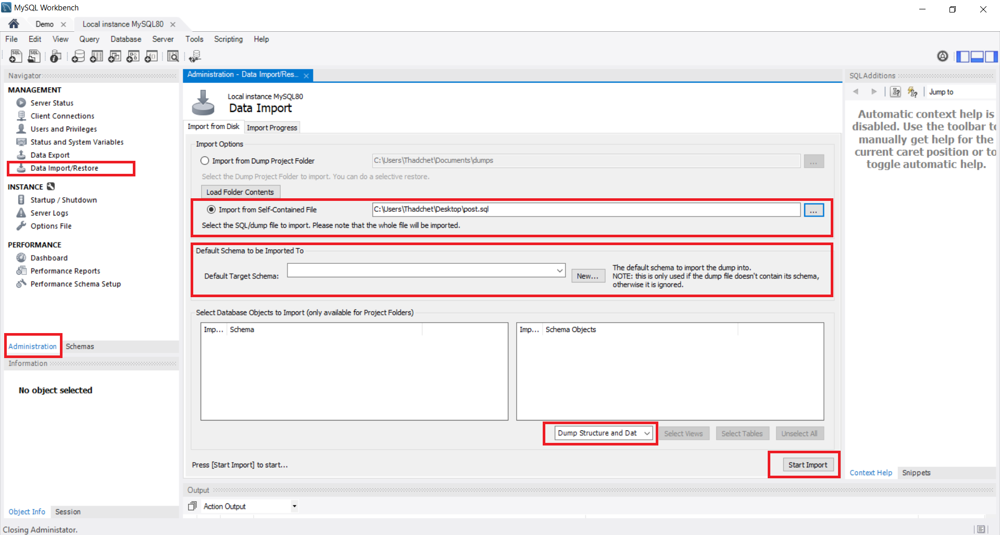 MySQL Workbench
Demo
Local instance MySQL80
File Edit View Query Database Server Tools Scripting Help
Navigator
MANAGEMENT
Server Status
Client Connections
Users and Privileges
Status and System Variables
Data Export
Data Import/Restore
INSTANCE
Startup / Shutdown
Server Logs
Options File
PERFORMANCE
Dashboard
Performance Reports
Performance Schema Setup
Administration Schemas
Information
No object selected
Object Info Session
Closing Administator.
Administration - Data Import/Res...
Local instance MySQL80
Data Import
Import from Disk Import Progress
Import Options
Import from Dump Project Folder C:\Users\Thadchet\Documents\dumps ...
Select the Dump Project Folder to import. You can do a selective restore.
Load Folder Contents
Import from Self-Contained File C:\Users\Thadchet\Desktop\post.sql ...
Select the SQL/dump file to import. Please note that the whole file will be imported.
Default Schema to be Imported To
Default Target Schema: New...
The default schema to import the dump into.
NOTE: this is only used if the dump file doesn't contain its schema,
otherwise it is ignored.
Select Database Objects to Import (only available for Project Folders)
Imp... Schema
Imp... Schema Objects
Dump Structure and Dat Select Views Select Tables Unselect All
Press [Start Import] to start...
Start Import
Output
Action Output
SQLAdditions
Jump to
Automatic context help is
disabled. Use the toolbar to
manually get help for the
current caret position or to
toggle automatic help.
Context Help Snippets